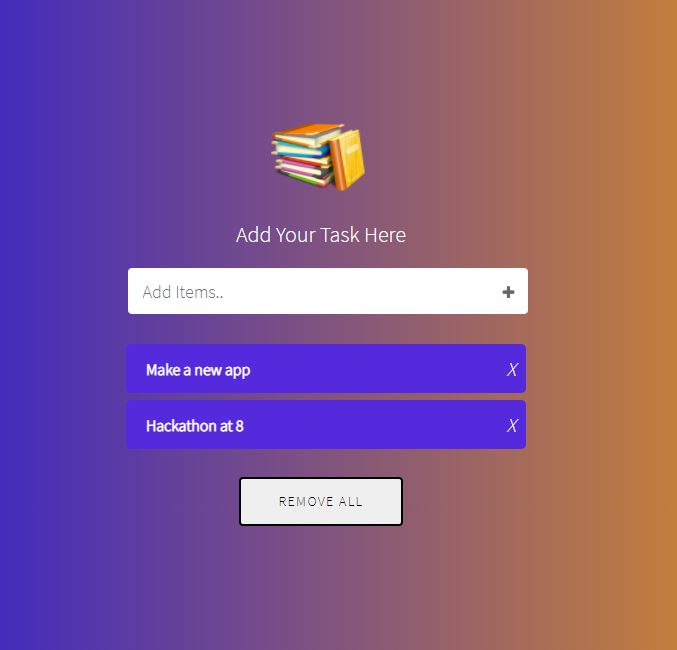 Add Your Task Here
Add Items..
Make a new app X
Hackathon at 8 X
REMOVE ALL